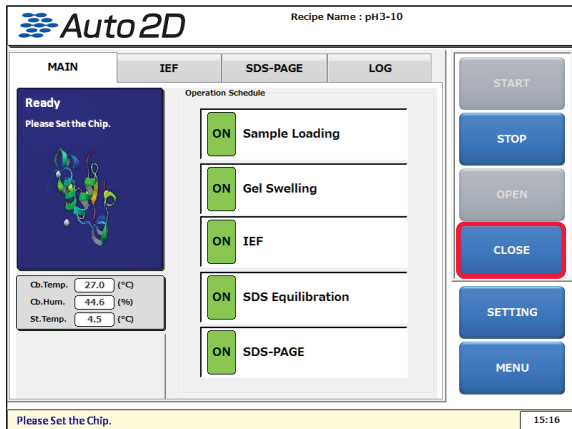 Auto2D
Recipe Name : pH3-10
MAIN
IEF
SDS-PAGE
LOG
Ready
Please Set the Chip.
Operation Schedule
ON Sample Loading
ON Gel Swelling
ON IEF
ON SDS Equilibration
ON SDS-PAGE
Cb.Temp. 27.0 (°C)
Cb.Hum. 44.6 (%)
St.Temp. 4.5 (°C)
START
STOP
OPEN
CLOSE
SETTING
MENU
Please Set the Chip.
15:16